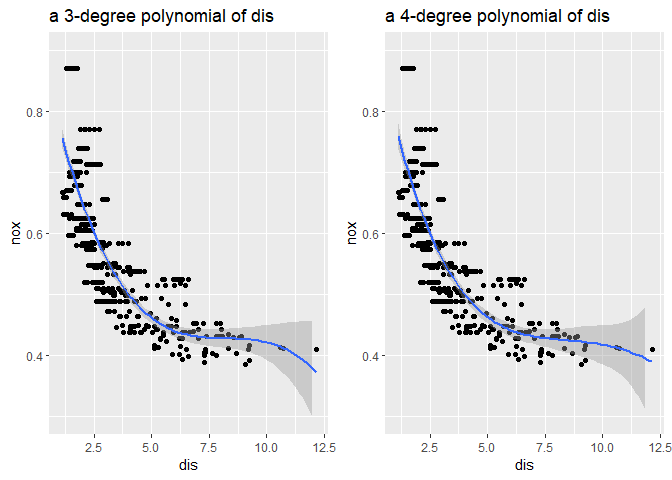 a 3-degree polynomial of dis
0.8
0.6
0.4
nox
2.5 5.0 7.5 10.0 12.5
dis
a 4-degree polynomial of dis
0.8
0.6
0.4
nox
2.5 5.0 7.5 10.0 12.5
dis